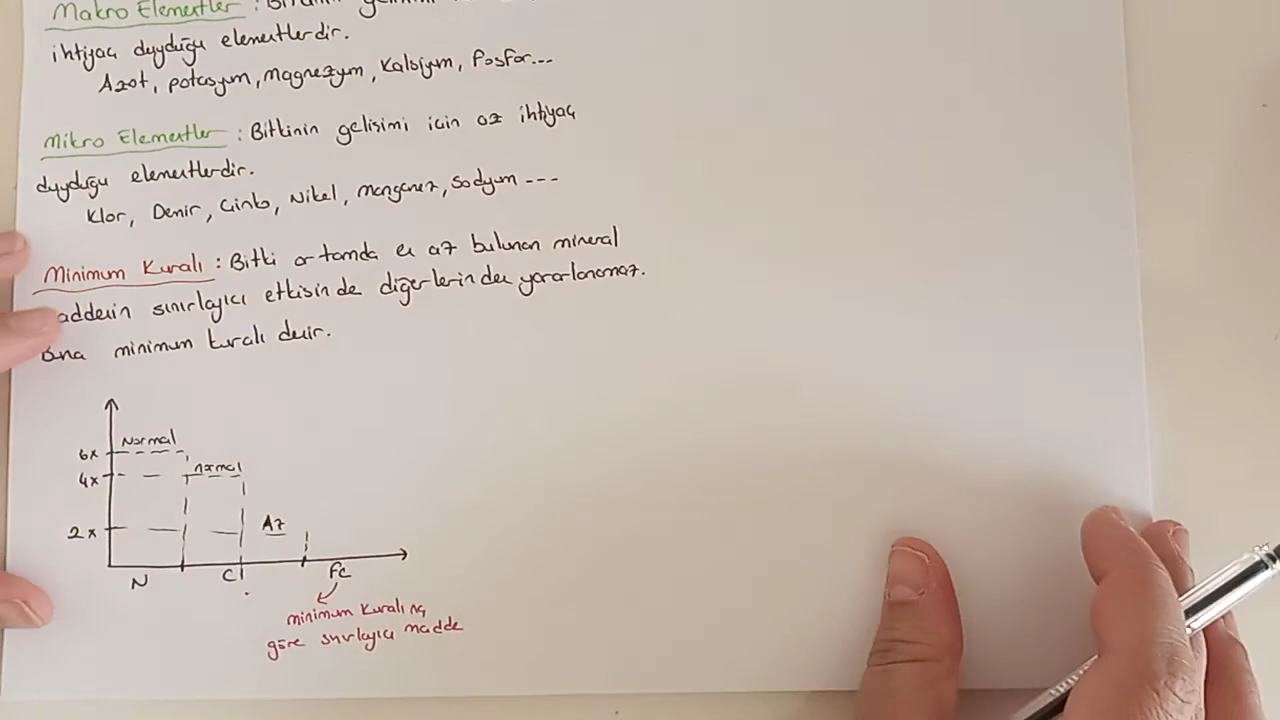 Makro Elementler :
ihtiyaç duyduğu elementlerdir.
Azot, potasyum, Magnezyum, Kalsiyum, Fosfor...
Mikro Elementler : Bitkinin gelişimi için az ihtiyaç
duyduğu elementlerdir.
Klor, Demir, Çinko, Nikel, manganez, Sodyum ---
Minimum Kuralı : Bitki ortamda en az bulunan mineral
maddenin sınırlayıcı etkisinde diğerlerinden yararlanamaz.
Buna minimum kuralı denir.
Normal
6x
normal
4x
Az
2x
N Cl Fe
minimum kuralına
göre sınırlayıcı madde